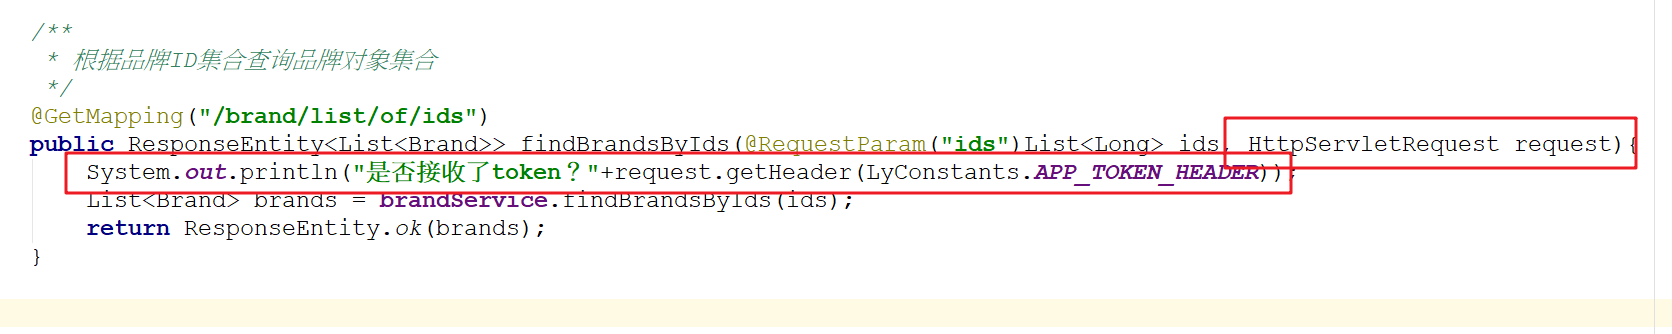 /**
* 根据品牌ID集合查询品牌对象集合
*/
@GetMapping("/brand/list/of/ids")
public ResponseEntity<List<Brand>> findBrandsByIds(@RequestParam("ids")List<Long> ids, HttpServletRequest request){
System.out.println("是否接收了token？"+request.getHeader(LyConstants.APP_TOKEN_HEADER));
List<Brand> brands = brandService.findBrandsByIds(ids);
return ResponseEntity.ok(brands);
}